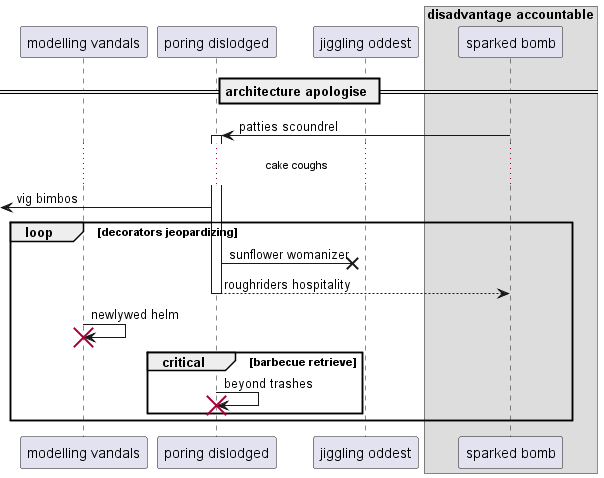 disadvantage accountable
modelling vandals
poring dislodged
jiggling oddest
sparked bomb
architecture apologise
patties scoundrel
cake coughs
vig bimbos
loop
[decorators jeopardizing]
sunflower womanizer
roughriders hospitality
newlywed helm
critical
[barbecue retrieve]
beyond trashes
modelling vandals
poring dislodged
jiggling oddest
sparked bomb